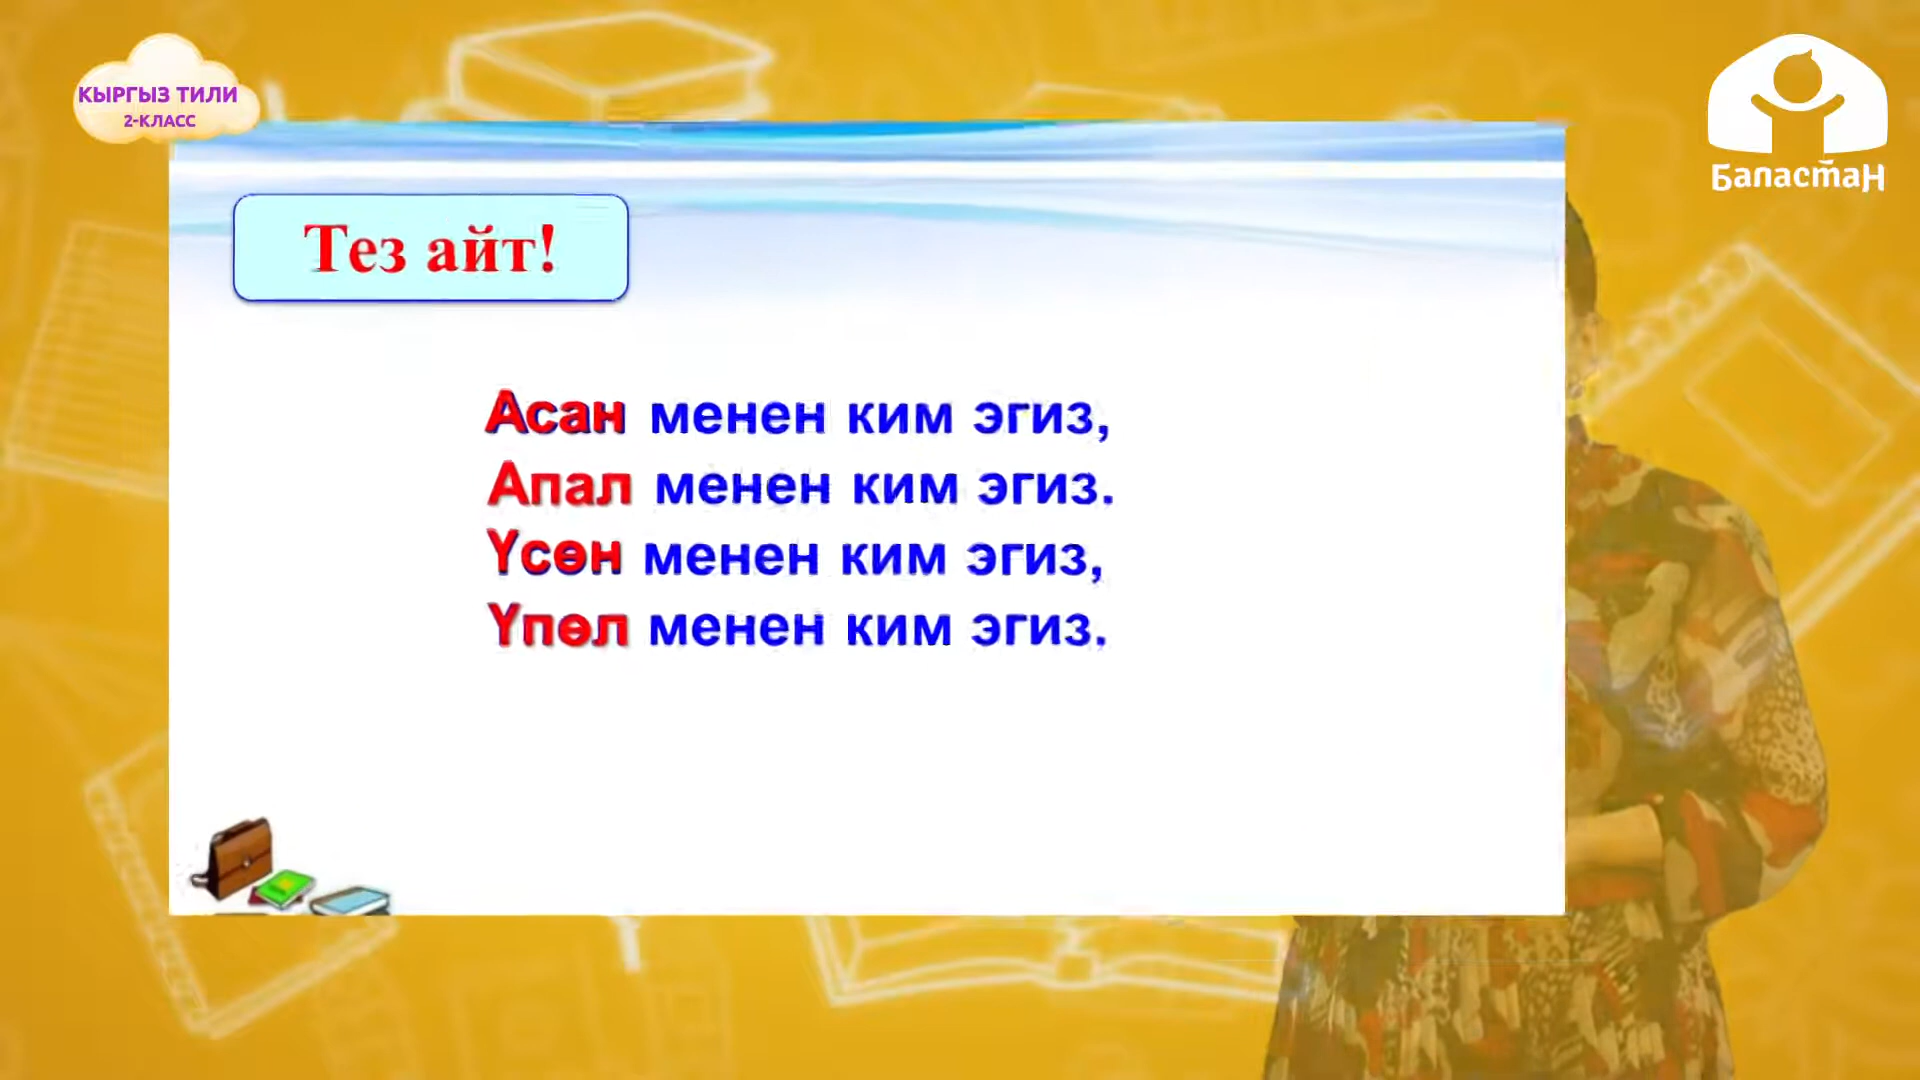 КЫРГЫЗ ТИЛИ
2-КЛАСС
Баластан
Тез айт!
Асан менен ким эгиз,
Апал менен ким эгиз.
Үсөн менен ким эгиз,
Үпөл менен ким эгиз.